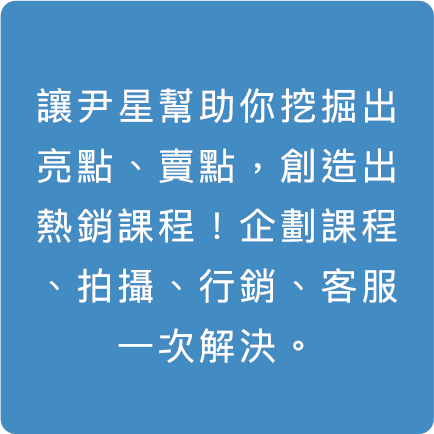 讓尹星幫助你挖掘出
亮點、賣點，創造出
熱銷課程！企劃課程
、拍攝、行銷、客服
一次解決。